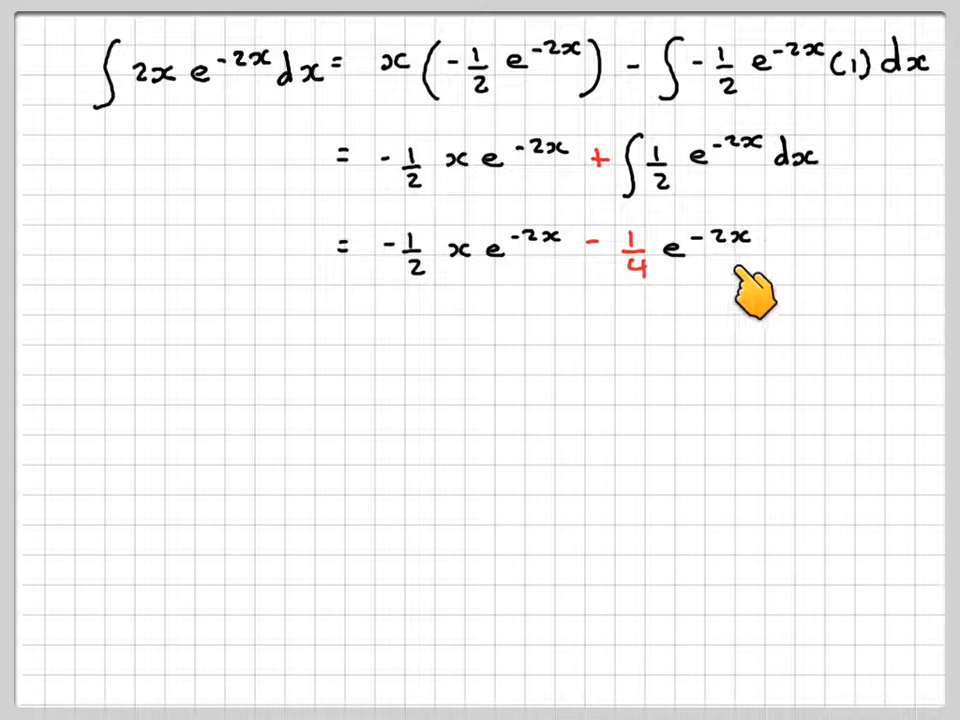 ∫ 2x e^{-2x} dx = x(-1/2 e^{-2x}) - ∫ -1/2 e^{-2x} (1) dx
= -1/2 x e^{-2x} + ∫ 1/2 e^{-2x} dx
= -1/2 x e^{-2x} - 1/4 e^{-2x}